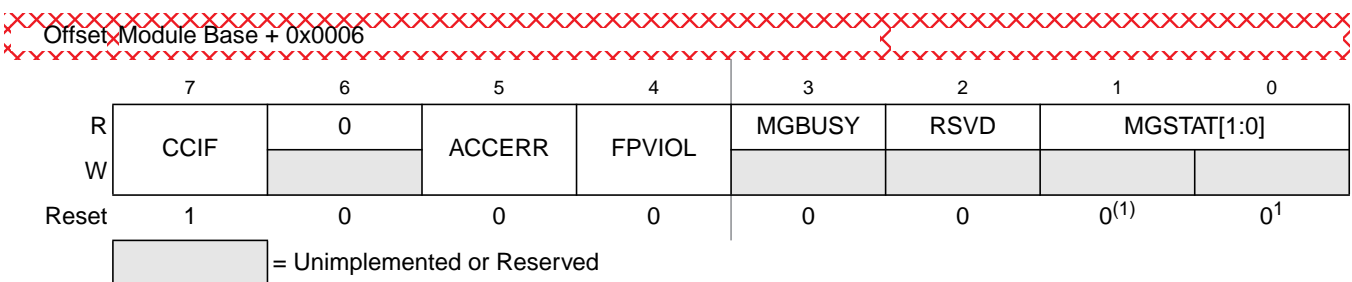 Offset Module Base + 0x0006
7 6 5 4 3 2 1 0
R CCIF 0 ACCERR FPVIOL MGBUSY RSVD MGSTAT[1:0]
W
Reset 1 0 0 0 0 0 0(1) 01
= Unimplemented or Reserved